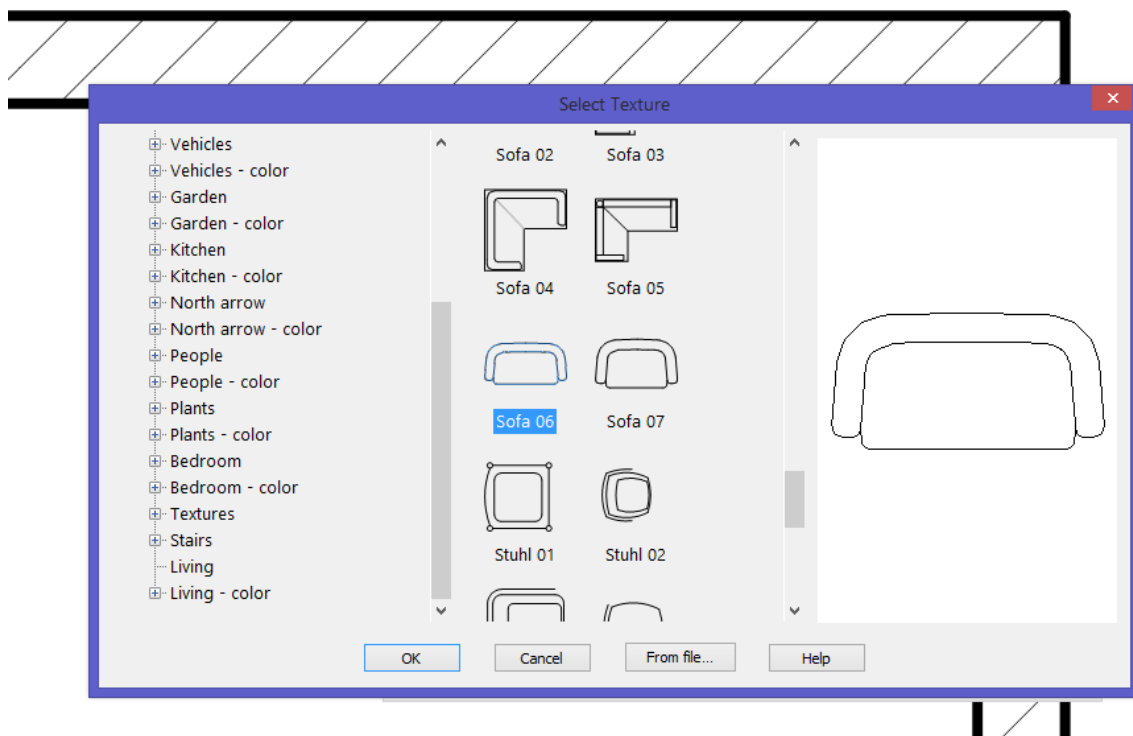 Select Texture
Vehicles
Vehicles - color
Garden
Garden - color
Kitchen
Kitchen - color
North arrow
North arrow - color
People
People - color
Plants
Plants - color
Bedroom
Bedroom - color
Textures
Stairs
Living
Living - color
Sofa 02 Sofa 03
Sofa 04 Sofa 05
Sofa 06 Sofa 07
Stuhl 01 Stuhl 02
OK Cancel From file... Help